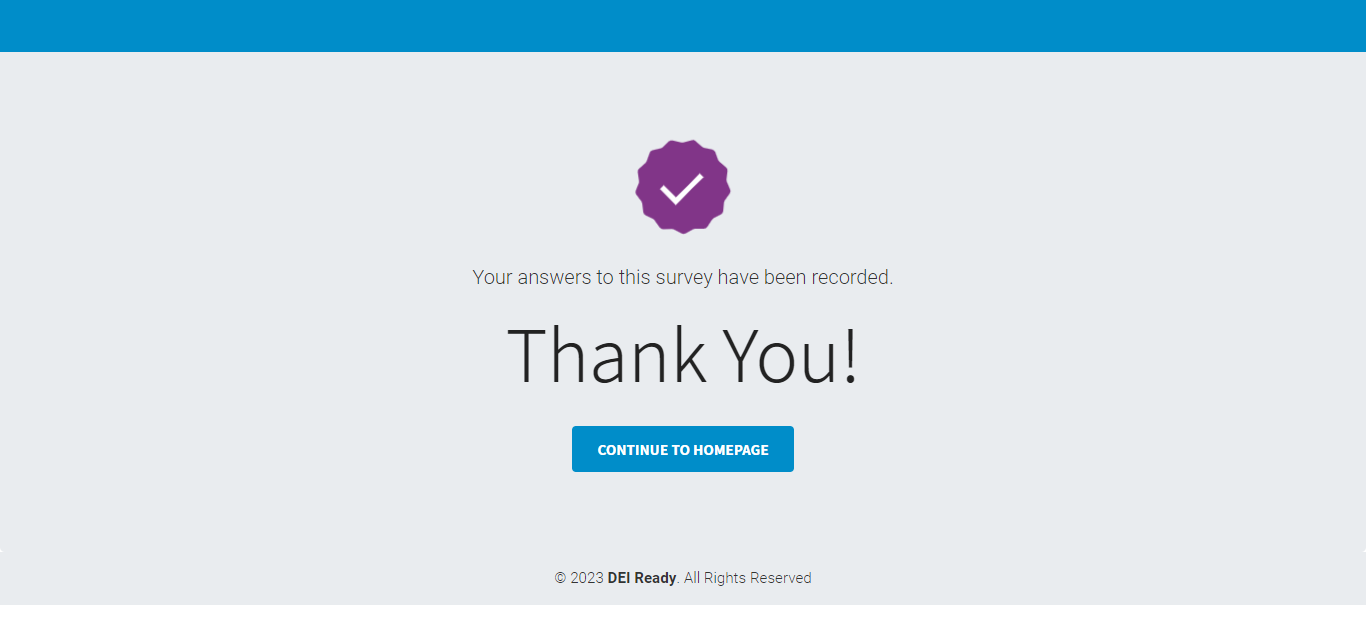 Your answers to this survey have been recorded.
Thank You!
CONTINUE TO HOMEPAGE
© 2023 DEI Ready. All Rights Reserved